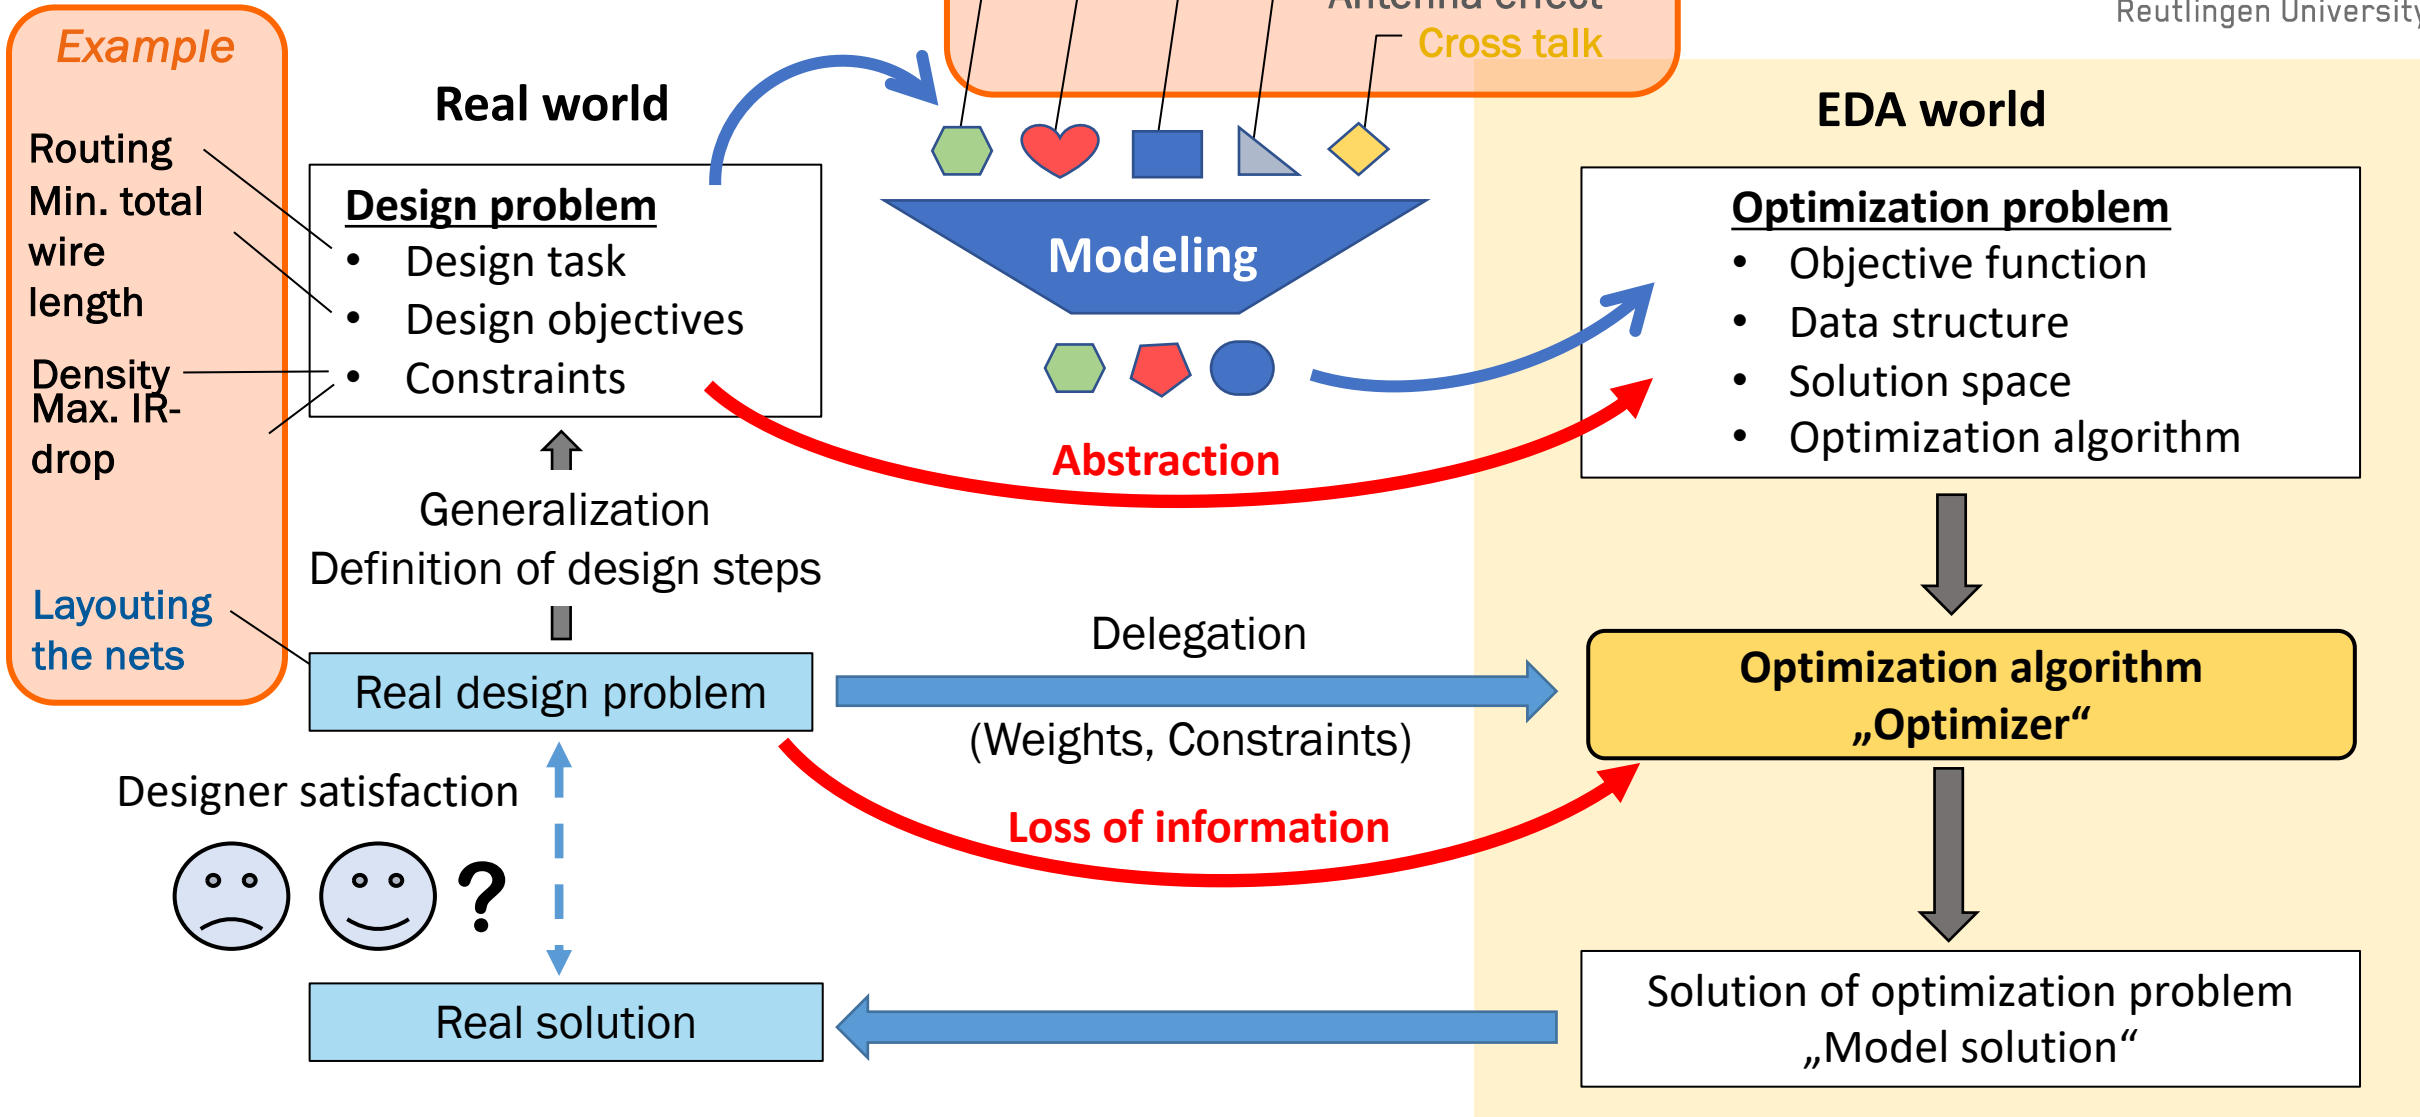 Antenna effect
Cross talk
Reutlingen University
Example
Routing
Min. total
wire
length
Density
Max. IR-
drop
Layouting
the nets
Real world
Design problem
• Design task
• Design objectives
• Constraints
Generalization
Definition of design steps
Real design problem
Designer satisfaction
?
Real solution
Modeling
Abstraction
Delegation
(Weights, Constraints)
Loss of information
EDA world
Optimization problem
• Objective function
• Data structure
• Solution space
• Optimization algorithm
Optimization algorithm
„Optimizer“
Solution of optimization problem
„Model solution“